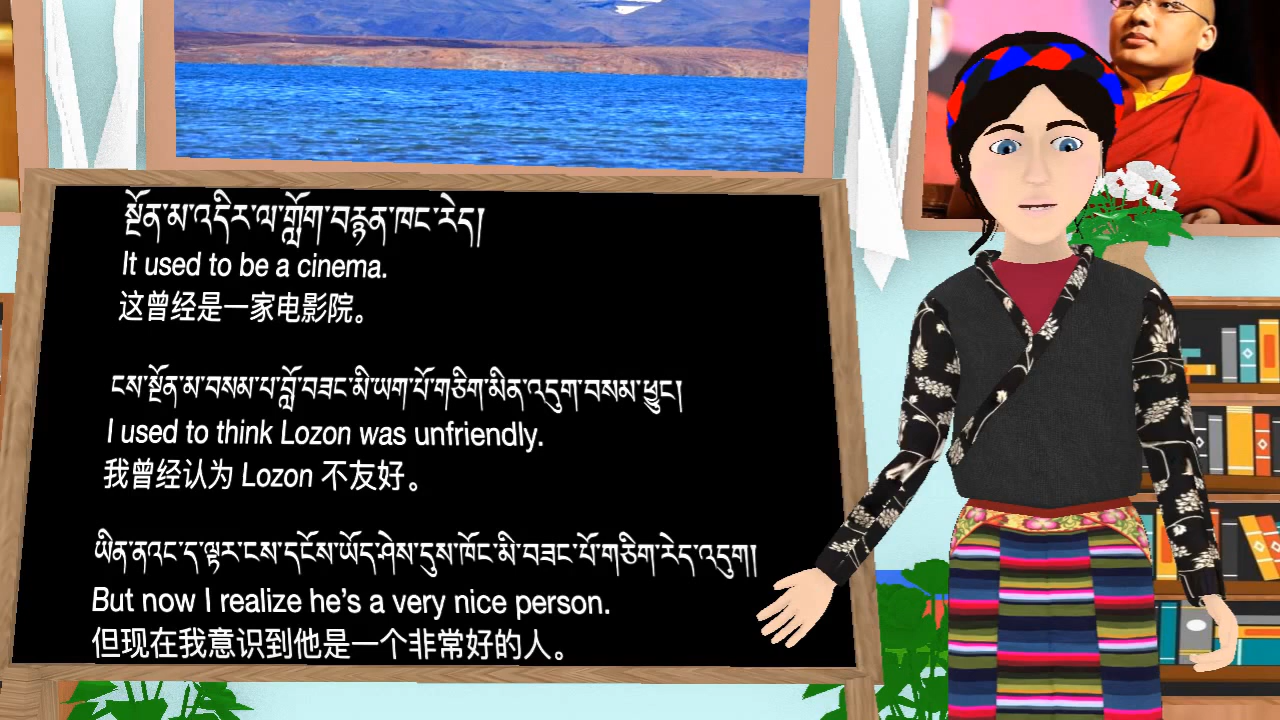 སྔོན་མ་འདིར་ལ་གློག་བརྙན་ཁང་རེད།
It used to be a cinema.
这曾经是一家电影院。
ངས་སྔོན་མ་བསམ་པ་བློ་བཟང་མི་ཡག་པོ་གཅིག་མིན་འདུག་བསམ་ཕྱུང།
I used to think Lozon was unfriendly.
我曾经认为 Lozon 不友好。
ཡིན་ནའང་ད་ལྟར་ངས་དངོས་ཡོད་ཤེས་དུས་ཁོང་མི་བཟང་པོ་གཅིག་རེད་འདུག།
But now I realize he's a very nice person.
但现在我意识到他是一个非常好的人。